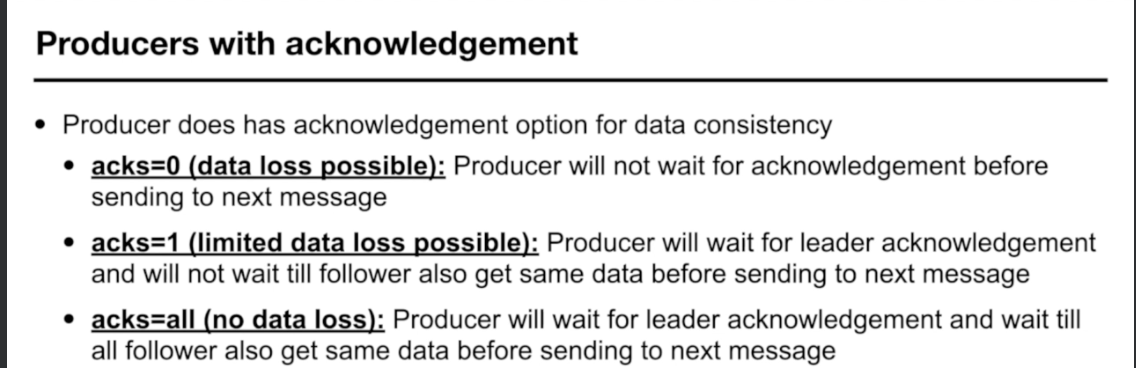 Producers with acknowledgement
• Producer does has acknowledgement option for data consistency
• acks=0 (data loss possible): Producer will not wait for acknowledgement before
sending to next message
• acks=1 (limited data loss possible): Producer will wait for leader acknowledgement
and will not wait till follower also get same data before sending to next message
• acks=all (no data loss): Producer will wait for leader acknowledgement and wait till
all follower also get same data before sending to next message